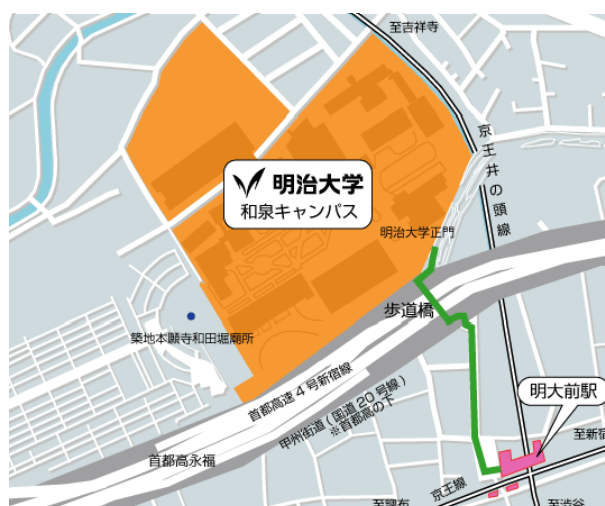 至吉祥寺
京王井の頭線
明治大学
和泉キャンパス
明治大学正門
歩道橋
築地本願寺和田堀廟所
首都高速4号新宿線
甲州街道(国道20号線)
※首都高の下
首都高永福
明大前駅
至新宿
京王線
至調布
至渋谷